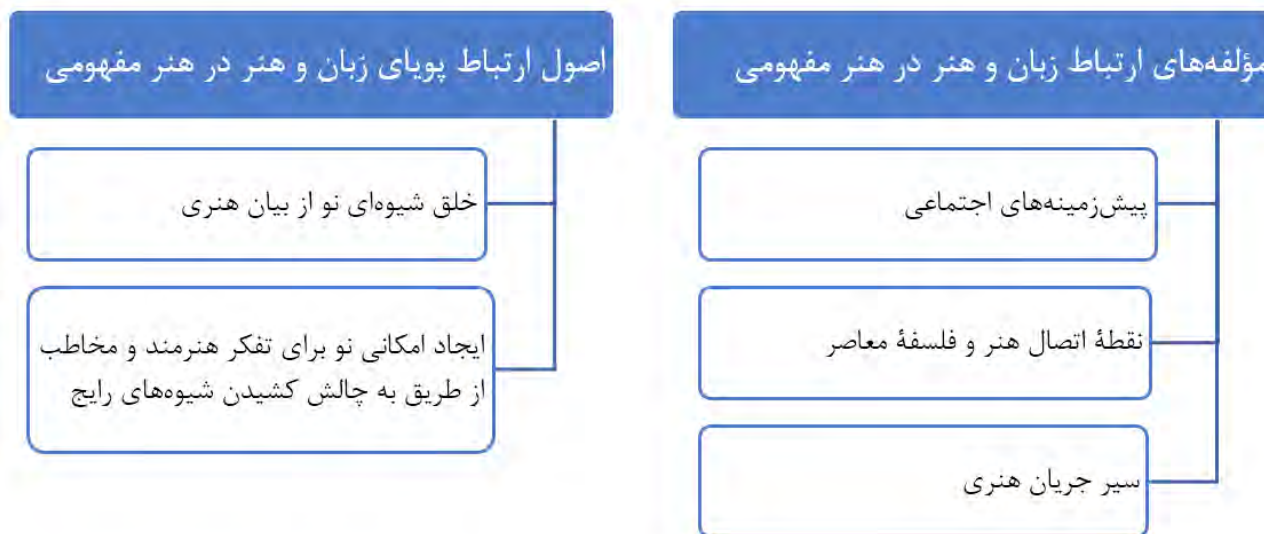 مؤلفه‌های ارتباط زبان و هنر در هنر مفهومی
پیش‌زمینه‌های اجتماعی
نقطهٔ اتصال هنر و فلسفهٔ معاصر
سیر جریان هنری
اصول ارتباط پویای زبان و هنر در هنر مفهومی
خلق شیوه‌ای نو از بیان هنری
ایجاد امکانی نو برای تفکر هنرمند و مخاطب
از طریق به چالش کشیدن شیوه‌های رایج